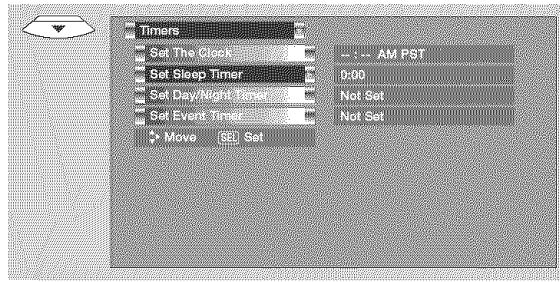 Timers
Set The Clock -- : -- AM PST
Set Sleep Timer 0:00
Set Day/Night Timer Not Set
Set Event Timer Not Set
Move SEL Set